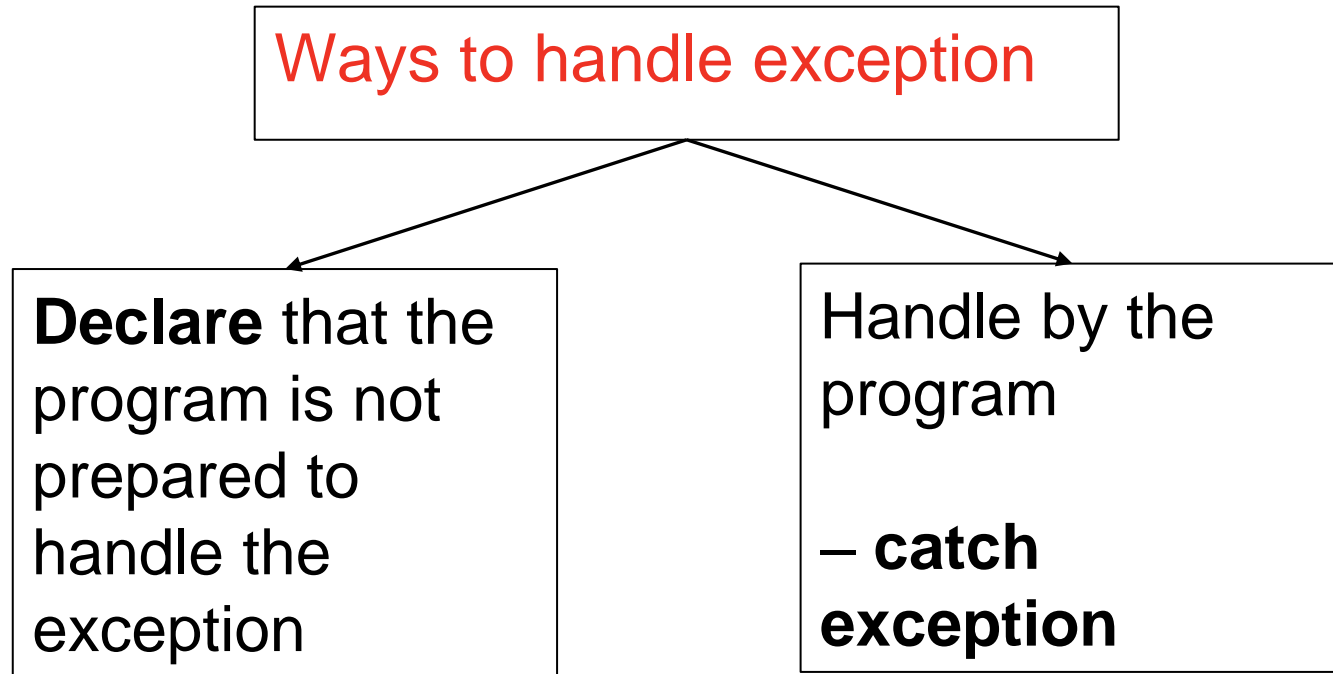 Ways to handle exception
Declare that the
program is not
prepared to
handle the
exception
Handle by the
program
– catch
exception